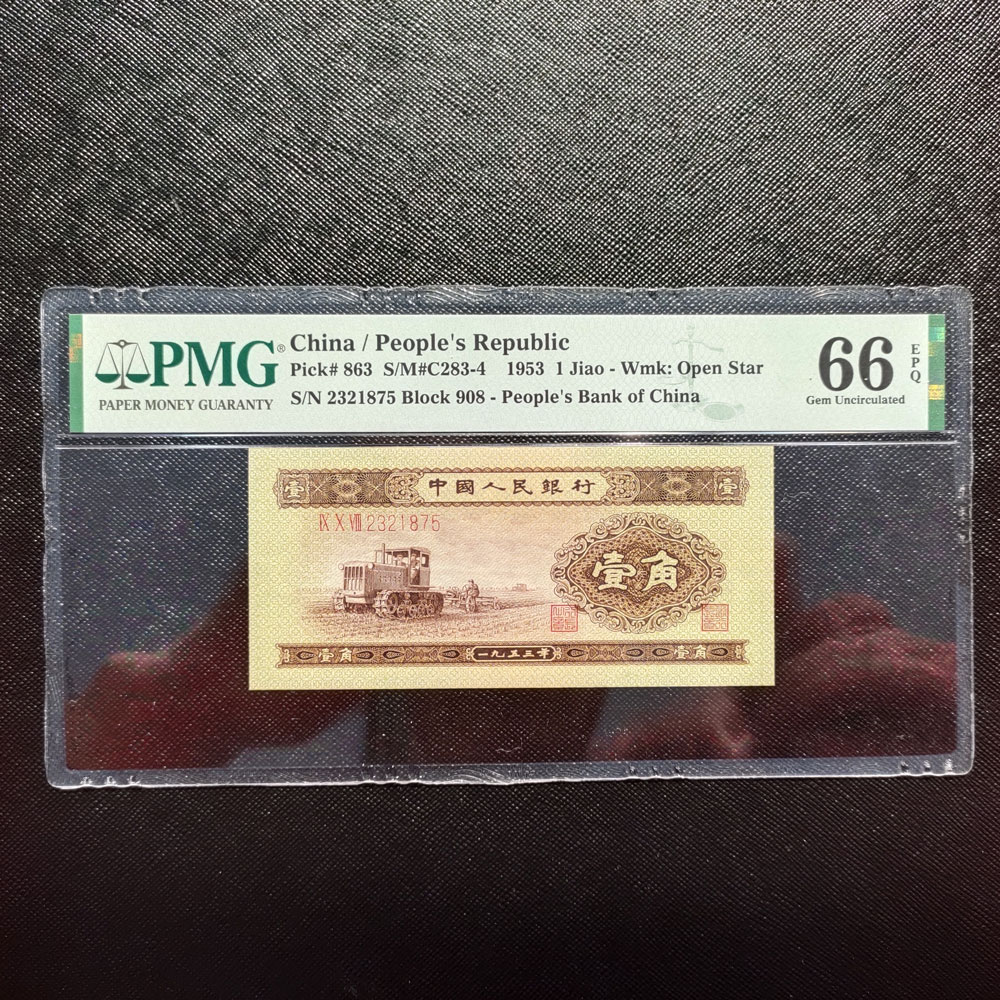 PMG®
PAPER MONEY GUARANTY
China / People's Republic
Pick# 863 S/M#C283-4 1953 1 Jiao - Wmk: Open Star
S/N 2321875 Block 908 - People's Bank of China
66
EPQ
Gem Uncirculated
壹 中國人民銀行 壹
IX X VIII 2321875
壹角
壹角 一九五三年 壹角